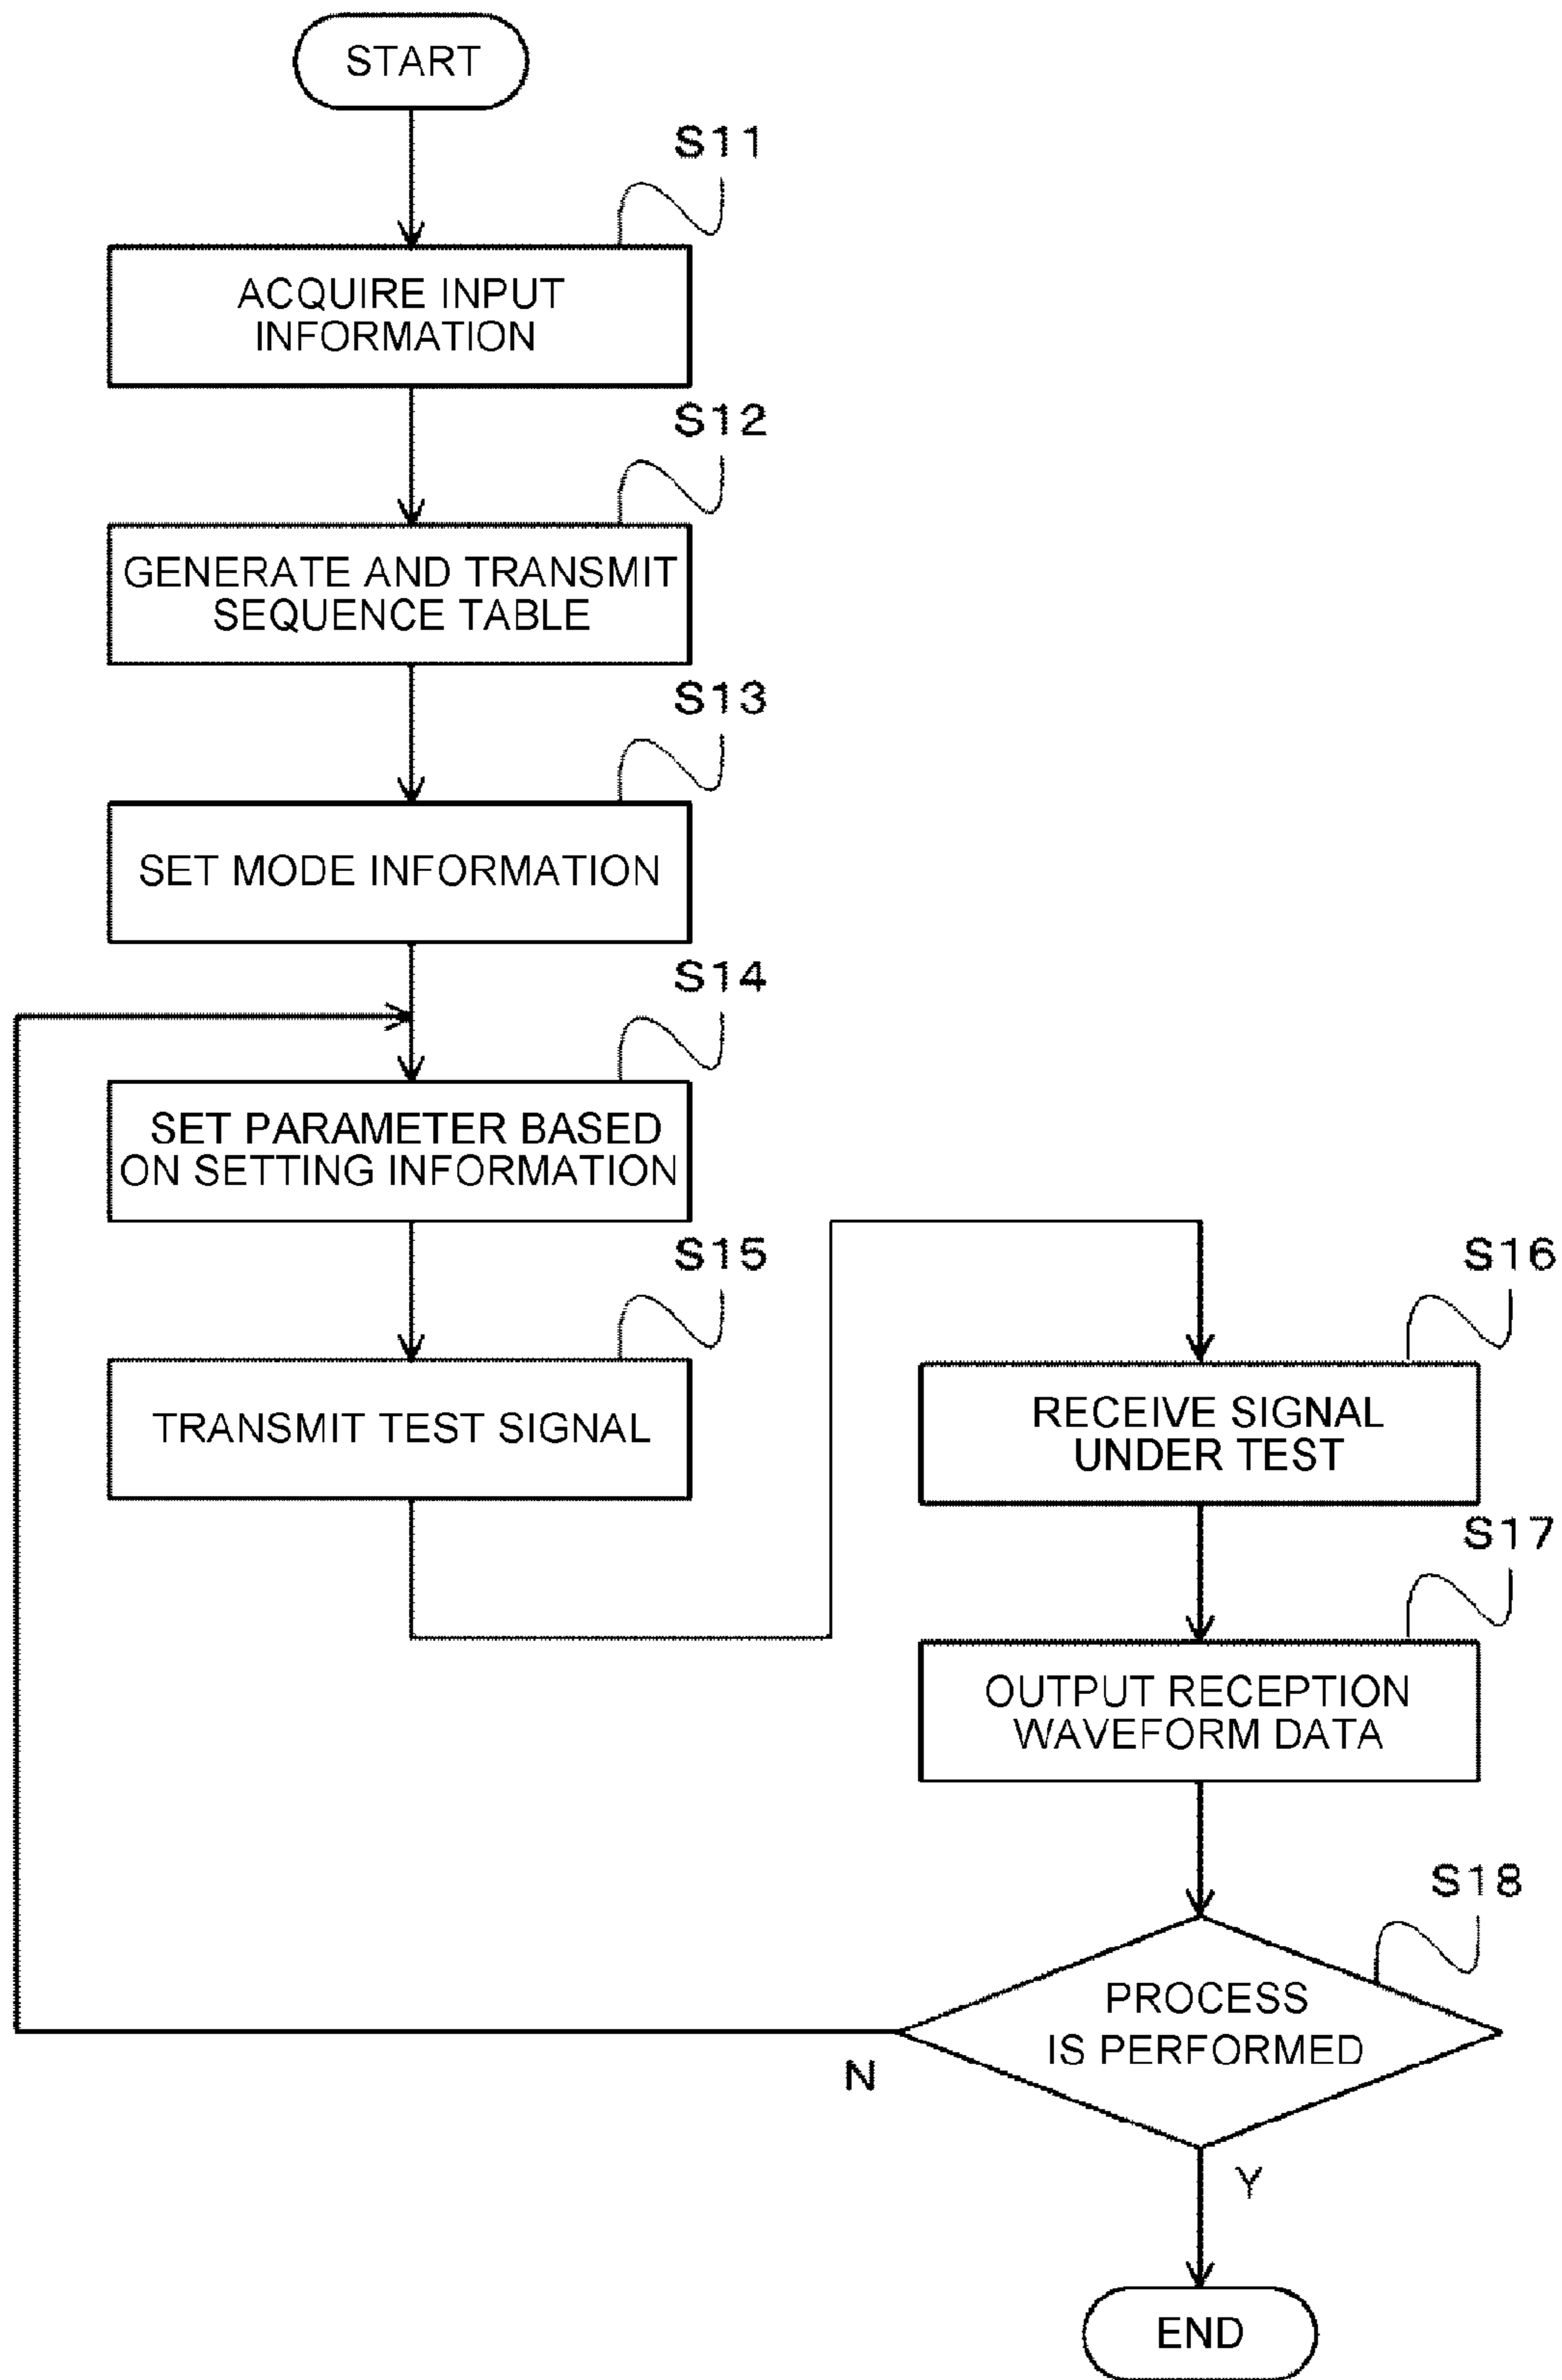 START
S11
ACQUIRE INPUT
INFORMATION
S12
GENERATE AND TRANSMIT
SEQUENCE TABLE
S13
SET MODE INFORMATION
S14
SET PARAMETER BASED
ON SETTING INFORMATION
S15
TRANSMIT TEST SIGNAL
S16
RECEIVE SIGNAL
UNDER TEST
S17
OUTPUT RECEPTION
WAVEFORM DATA
S18
PROCESS
IS PERFORMED
N
Y
END